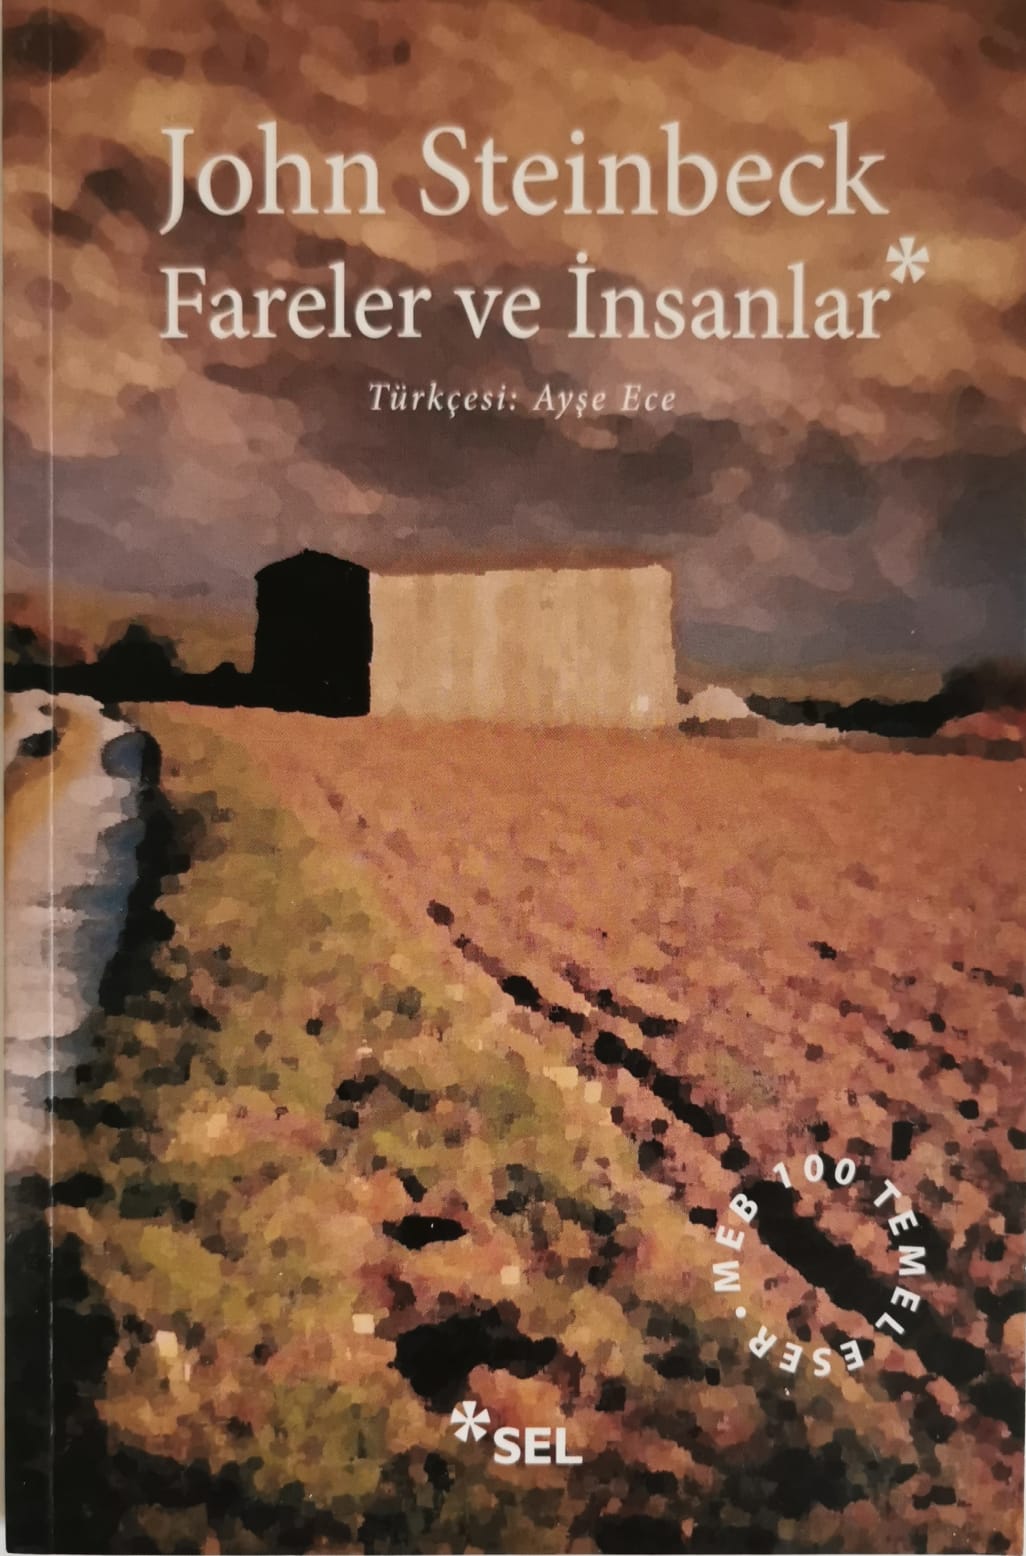 John Steinbeck
Fareler ve İnsanlar*
Türkçesi: Ayşe Ece
MEB 100 TEMEL ESER •
*SEL